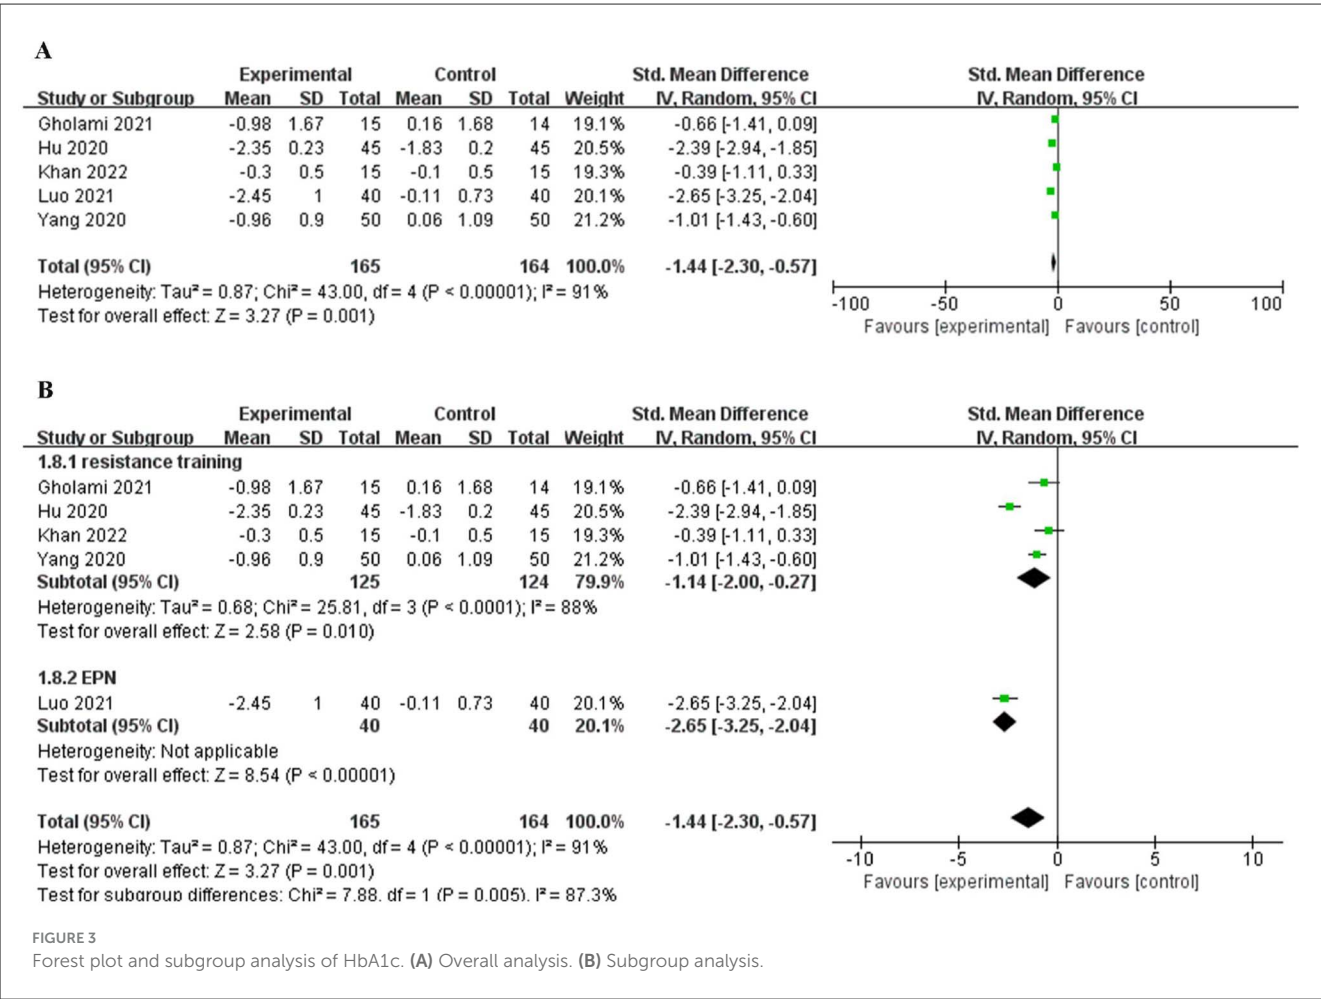 A
Experimental Control Std. Mean Difference Std. Mean Difference
Study or Subgroup Mean SD Total Mean SD Total Weight IV, Random, 95% CI IV, Random, 95% CI
Gholami 2021 -0.98 1.67 15 0.16 1.68 14 19.1% -0.66 [-1.41, 0.09]
Hu 2020 -2.35 0.23 45 -1.83 0.2 45 20.5% -2.39 [-2.94, -1.85]
Khan 2022 -0.3 0.5 15 -0.1 0.5 15 19.3% -0.39 [-1.11, 0.33]
Luo 2021 -2.45 1 40 -0.11 0.73 40 20.1% -2.65 [-3.25, -2.04]
Yang 2020 -0.96 0.9 50 0.06 1.09 50 21.2% -1.01 [-1.43, -0.60]
Total (95% CI) 165 164 100.0% -1.44 [-2.30, -0.57]
Heterogeneity: Tau² = 0.87; Chi² = 43.00, df = 4 (P < 0.00001); I² = 91%
Test for overall effect: Z = 3.27 (P = 0.001)
-100 -50 0 50 100
Favours [experimental] Favours [control]
B
Experimental Control Std. Mean Difference Std. Mean Difference
Study or Subgroup Mean SD Total Mean SD Total Weight IV, Random, 95% CI IV, Random, 95% CI
1.8.1 resistance training
Gholami 2021 -0.98 1.67 15 0.16 1.68 14 19.1% -0.66 [-1.41, 0.09]
Hu 2020 -2.35 0.23 45 -1.83 0.2 45 20.5% -2.39 [-2.94, -1.85]
Khan 2022 -0.3 0.5 15 -0.1 0.5 15 19.3% -0.39 [-1.11, 0.33]
Yang 2020 -0.96 0.9 50 0.06 1.09 50 21.2% -1.01 [-1.43, -0.60]
Subtotal (95% CI) 125 124 79.9% -1.14 [-2.00, -0.27]
Heterogeneity: Tau² = 0.68; Chi² = 25.81, df = 3 (P < 0.0001); I² = 88%
Test for overall effect: Z = 2.58 (P = 0.010)
1.8.2 EPN
Luo 2021 -2.45 1 40 -0.11 0.73 40 20.1% -2.65 [-3.25, -2.04]
Subtotal (95% CI) 40 40 20.1% -2.65 [-3.25, -2.04]
Heterogeneity: Not applicable
Test for overall effect: Z = 8.54 (P < 0.00001)
Total (95% CI) 165 164 100.0% -1.44 [-2.30, -0.57]
Heterogeneity: Tau² = 0.87; Chi² = 43.00, df = 4 (P < 0.00001); I² = 91%
Test for overall effect: Z = 3.27 (P = 0.001)
Test for subgroup differences: Chi² = 7.88, df = 1 (P = 0.005), I² = 87.3%
-10 -5 0 5 10
Favours [experimental] Favours [control]
FIGURE 3
Forest plot and subgroup analysis of HbA1c. (A) Overall analysis. (B) Subgroup analysis.